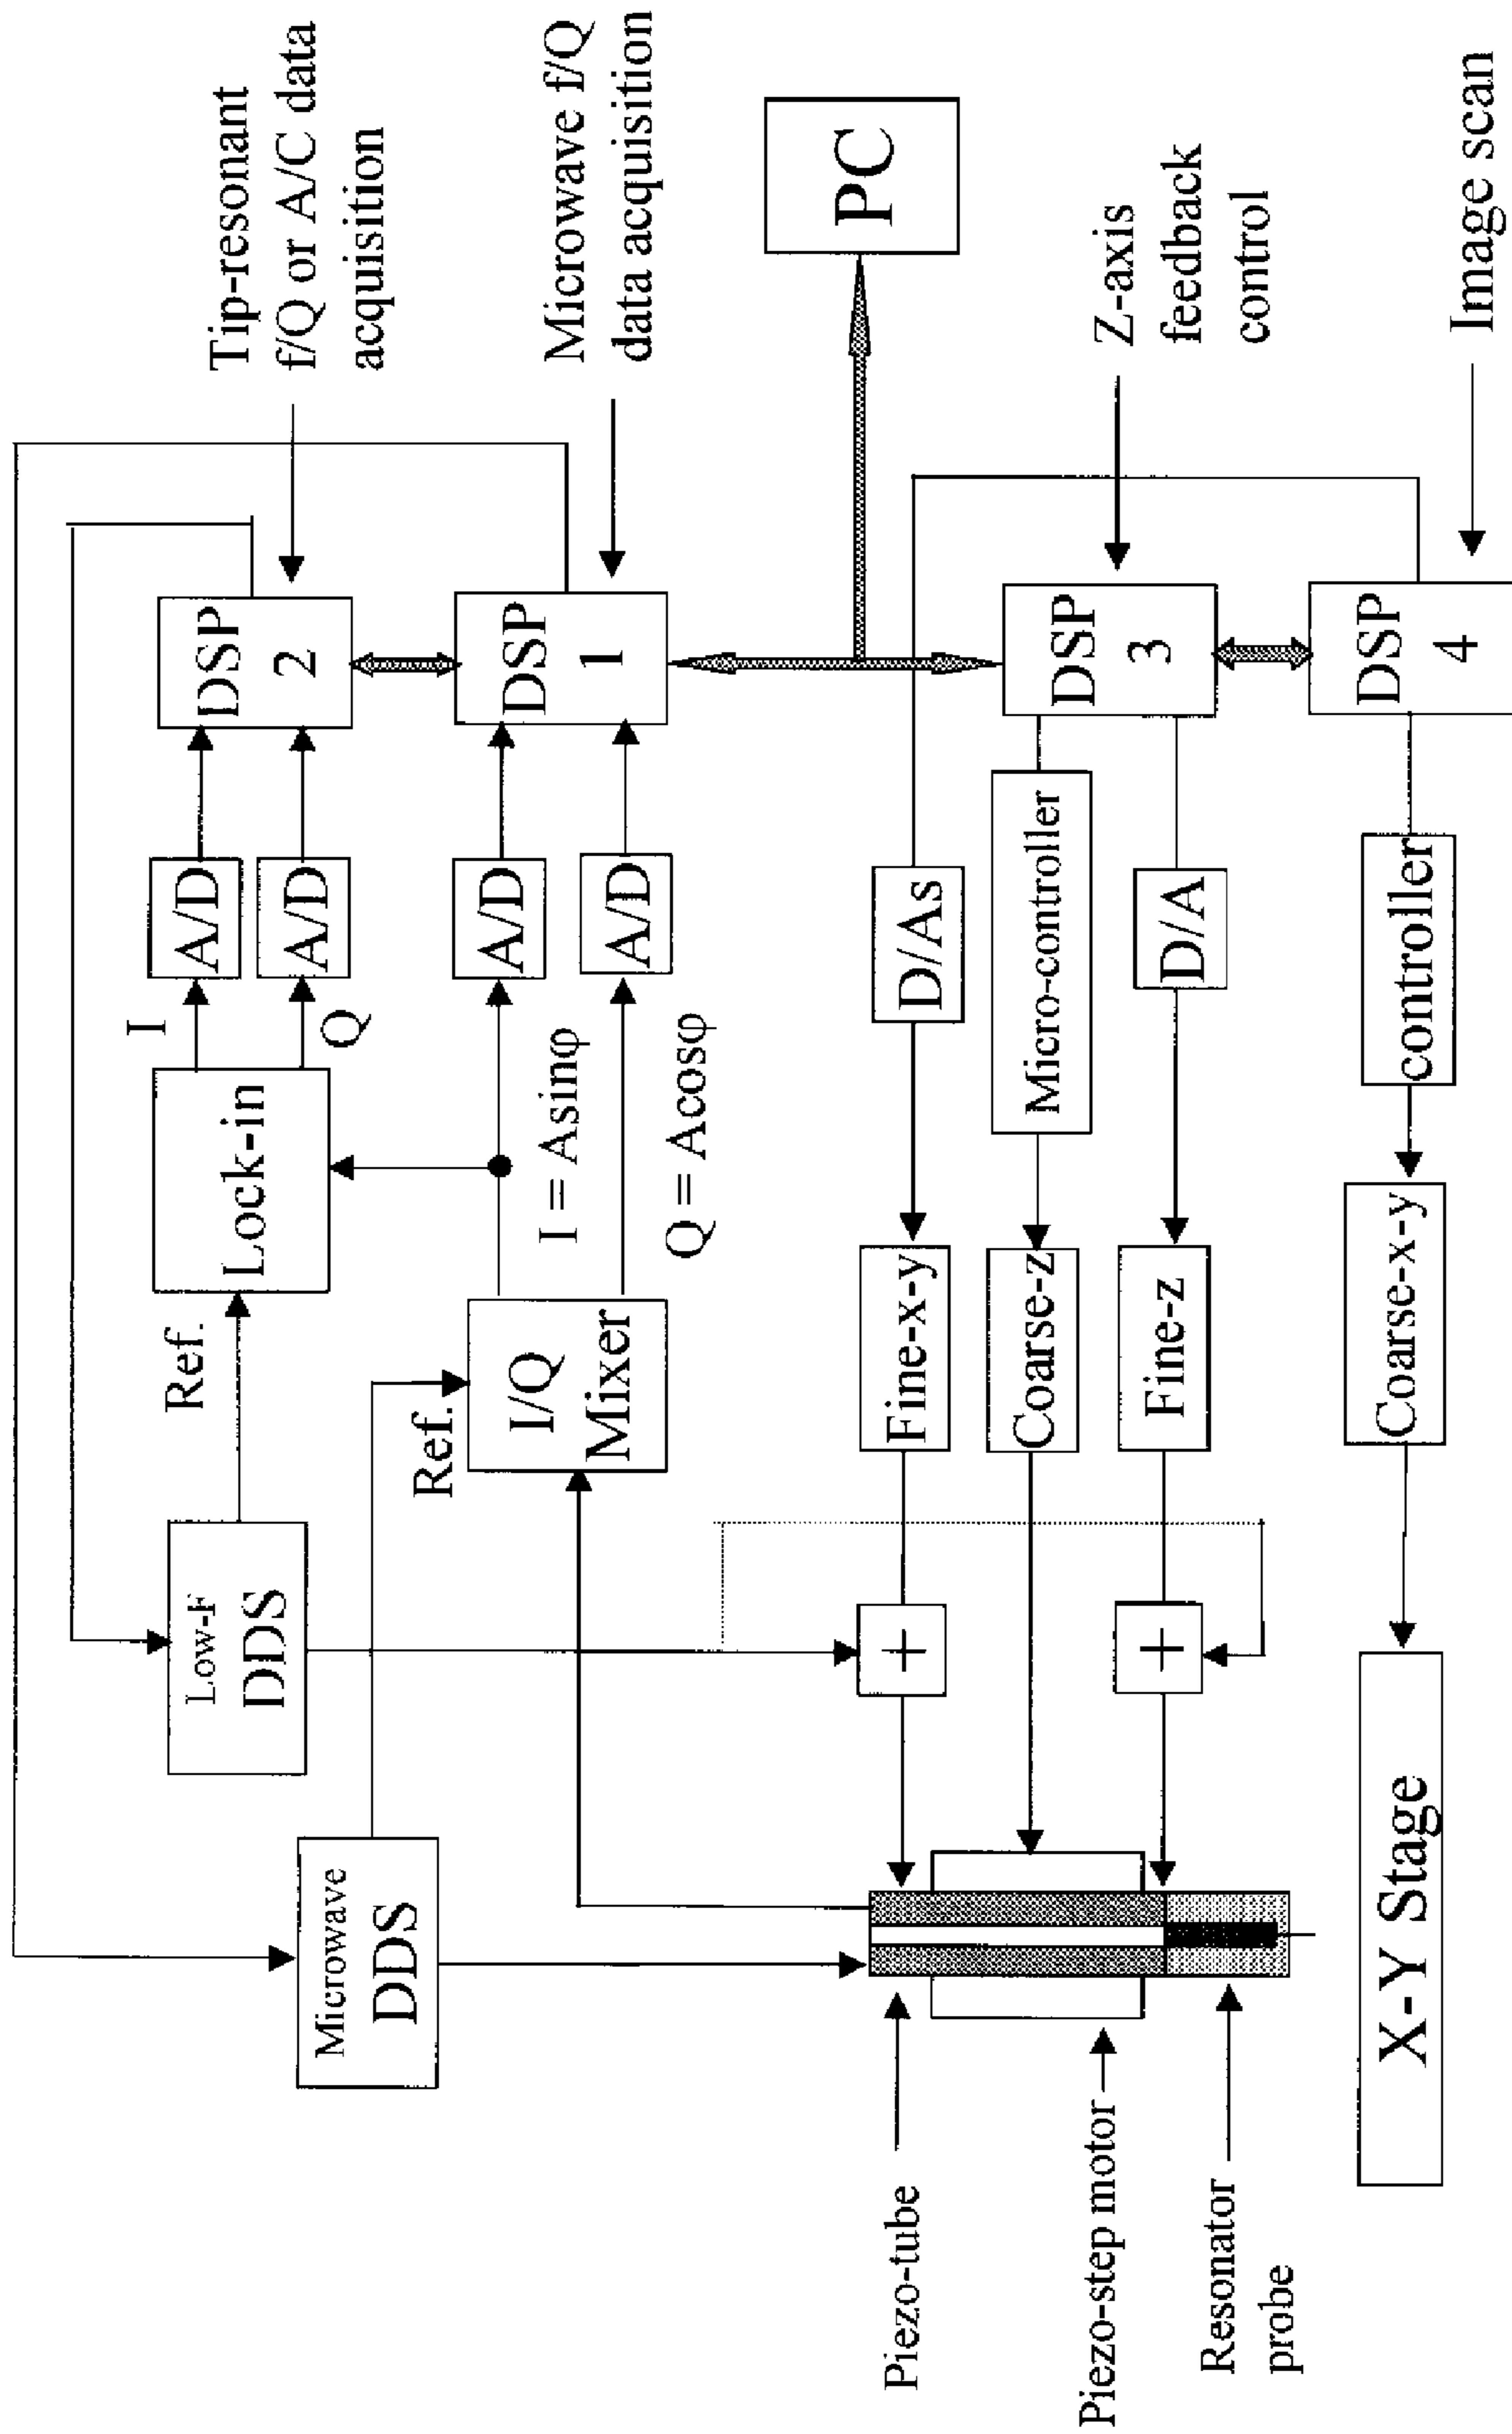 Tip-resonant
f/Q or A/C data
acquisition
Microwave f/Q
data acquisition
Low-F
DDS
Ref.
Lock-in
I
Q
A/D
A/D
DSP
2
Microwave
DDS
Ref.
I/Q
Mixer
I = Asinφ
Q = Acosφ
A/D
A/D
DSP
1
PC
Piezo-tube
+
Fine-x-y
D/As
Piezo-step motor
Coarse-z
Micro-controller
DSP
3
Z-axis
feedback
control
+
Fine-z
D/A
Resonator
probe
X-Y Stage
Coarse-x-y
controller
DSP
4
Image scan